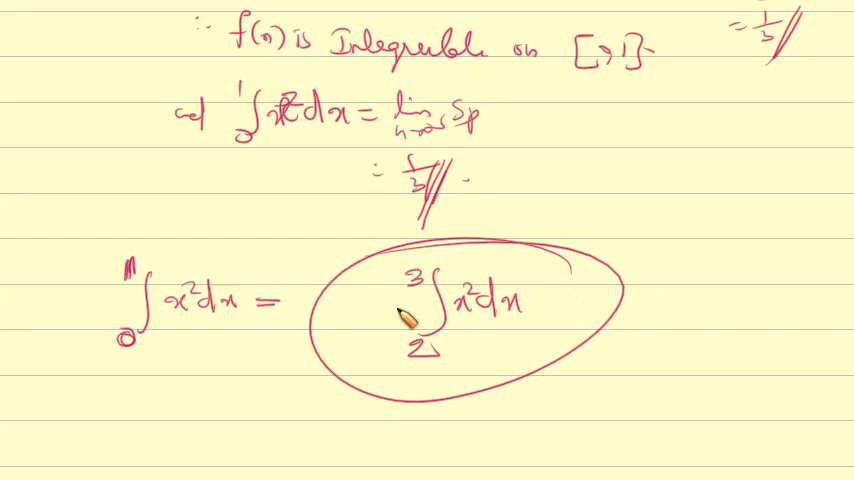 ∵ f(x) is Integrable on [0,1].
= 1/3 //
and ∫₀¹ x² dx = lim n→∞ Sp
= 1/3 // .
∫₀¹ x² dx = ∫₂³ x² dx